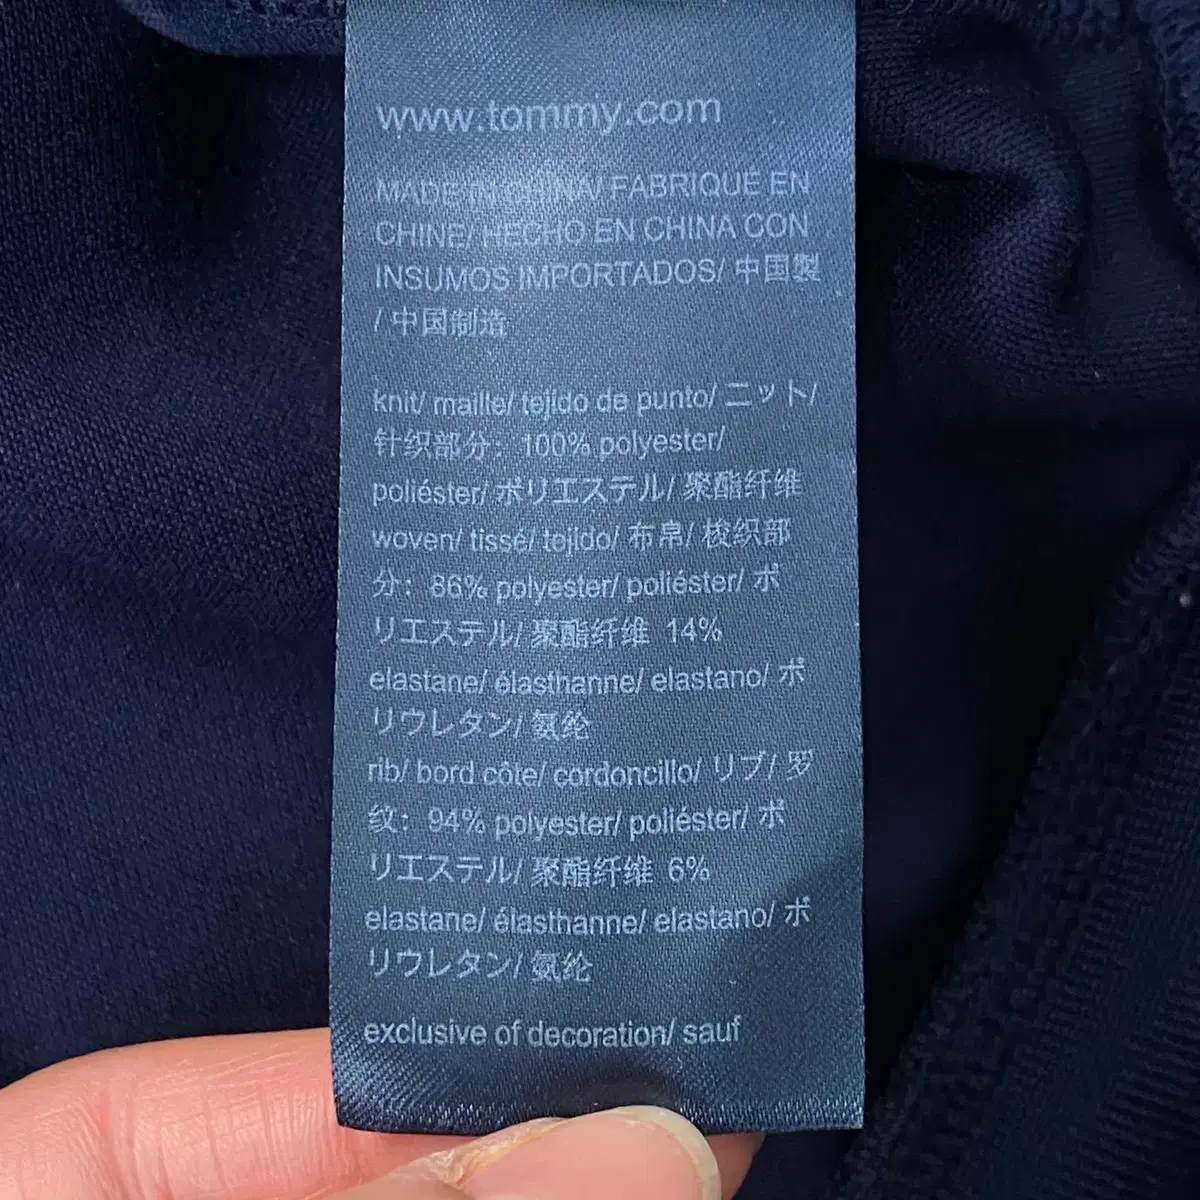 www.tommy.com
MADE IN CHINA/ FABRIQUE EN
CHINE/ HECHO EN CHINA CON
INSUMOS IMPORTADOS/ 中国製
/ 中国制造
knit/ maille/ tejido de punto/ ニット/
针织部分：100% polyester/
poliéster/ ポリエステル/ 聚酯纤维
woven/ tissé/ tejido/ 布帛/ 梭织部
分：86% polyester/ poliéster/ ポ
リエステル/ 聚酯纤维 14%
elastane/ élasthanne/ elastano/ ポ
リウレタン/ 氨纶
rib/ bord côte/ cordoncillo/ リブ/ 罗
纹：94% polyester/ poliéster/ ポ
リエステル/ 聚酯纤维 6%
elastane/ élasthanne/ elastano/ ポ
リウレタン/ 氨纶
exclusive of decoration/ sauf